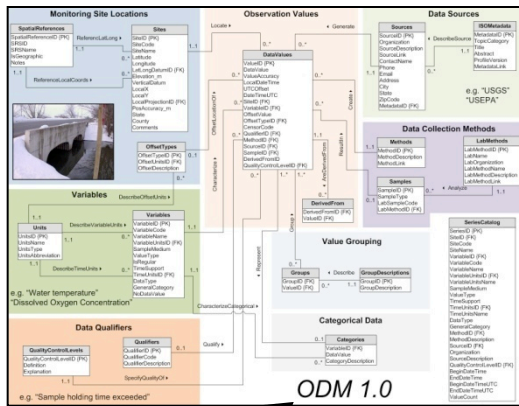 Monitoring Site Locations
SpatialReferences
SpatialReferenceID {PK}
SRSID
SRSName
IsGeographic
Notes
ReferenceLatLong
ReferenceLocalCoords
Sites
SiteID {PK}
SiteCode
SiteName
Latitude
Longitude
LatLongDatumID {FK}
Elevation_m
VerticalDatum
LocalX
LocalY
LocalProjectionID {FK}
PosAccuracy_m
State
County
Comments
OffsetTypes
OffsetTypeID {PK}
OffsetUnitsID {FK}
OffsetDescription
Observation Values
Locate
Generate
OffsetLocationOf
Characterize
DataValues
ValueID {PK}
DataValue
ValueAccuracy
LocalDateTime
UTCOffset
DateTimeUTC
SiteID {FK}
VariableID {FK}
OffsetValue
OffsetTypeID {FK}
CensorCode
QualifierID {FK}
MethodID {FK}
SourceID {FK}
SampleID {FK}
DerivedFromID
QualityControlLevelID {FK}
Create
ResultIn
AreDerivedFrom
DerivedFrom
DerivedFromID
ValueID {FK}
Data Sources
Sources
SourceID {PK}
Organization
SourceDescription
SourceLink
ContactName
Phone
Email
Address
City
State
ZipCode
MetadataID {FK}
DescribeSource
ISOMetadata
MetadataID {PK}
TopicCategory
Title
Abstract
ProfileVersion
MetadataLink
e.g. "USGS"
"USEPA"
Data Collection Methods
Methods
MethodID {PK}
MethodDescription
MethodLink
LabMethods
LabMethodID {PK}
LabName
LabOrganization
LabMethodName
LabMethodDescription
LabMethodLink
Samples
SampleID {PK}
SampleType
LabSampleCode
LabMethodID {FK}
Analyze
Variables
DescribeOffsetUnits
Units
UnitsID {PK}
UnitsName
UnitsType
UnitsAbbreviation
DescribeVariableUnits
DescribeTimeUnits
Variables
VariableID {PK}
VariableCode
VariableName
VariableUnitsID {FK}
SampleMedium
ValueType
IsRegular
TimeSupport
TimeUnitsID {FK}
DataType
GeneralCategory
NoDataValue
e.g. "Water temperature"
"Dissolved Oxygen Concentration"
Group
Represent
Value Grouping
Groups
GroupID {FK}
ValueID {FK}
Describe
GroupDescriptions
GroupID {PK}
GroupDescription
CharacterizeCategorical
Categorical Data
Categories
VariableID {FK}
DataValue
CategoryDescription
SeriesCatalog
SeriesID {PK}
SiteID {FK}
SiteCode
SiteName
VariableID {FK}
VariableCode
VariableName
VariableUnitsID {FK}
VariableUnitsName
SampleMedium
ValueType
TimeSupport
TimeUnitsID {FK}
TimeUnitsName
DataType
GeneralCategory
MethodID {FK}
MethodDescription
SourceID {FK}
Organization
SourceDescription
QualityControlLevelID {FK}
BeginDateTime
EndDateTime
BeginDateTimeUTC
EndDateTimeUTC
ValueCount
Data Qualifiers
QualityControlLevels
QualityControlLevelID {PK}
Definition
Explanation
Qualifiers
QualifierID {PK}
QualifierCode
QualifierDescription
Qualify
SpecifyQualityOf
e.g. "Sample holding time exceeded"
ODM 1.0